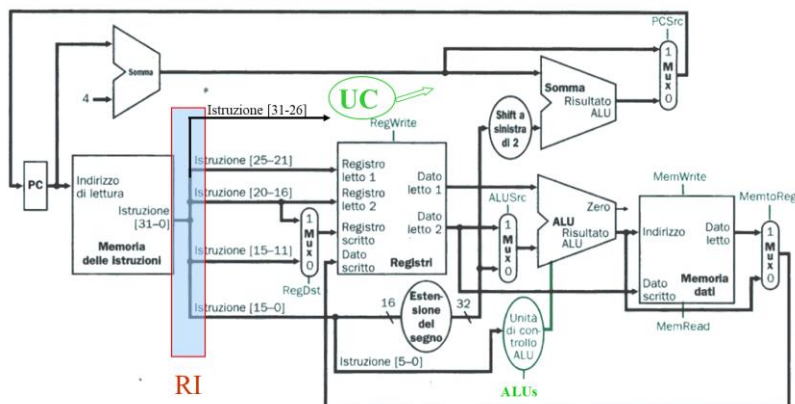 PCSrc
1
Mux
0
Somma
4
Somma
Risultato
ALU
Istruzione [31-26]
UC
RegWrite
Shift a
sinistra
di 2
PC
Indirizzo
di lettura
Istruzione
[31–0]
Memoria
delle istruzioni
Istruzione [25–21]
Istruzione [20–16]
Istruzione [15–11]
Istruzione [15–0]
1
Mux
0
RegDst
Registro
letto 1
Registro
letto 2
Registro
scritto
Dato
scritto
Dato
letto 1
Dato
letto 2
Registri
ALUSrc
1
Mux
0
Zero
ALU
Risultato
ALU
MemWrite
Indirizzo
Dato
letto
Dato
scritto
Memoria
dati
MemRead
MemtoReg
1
Mux
0
16
Esten-
sione del
segno
32
Istruzione [5–0]
Unità
di con-
trollo
ALU
RI
ALUs